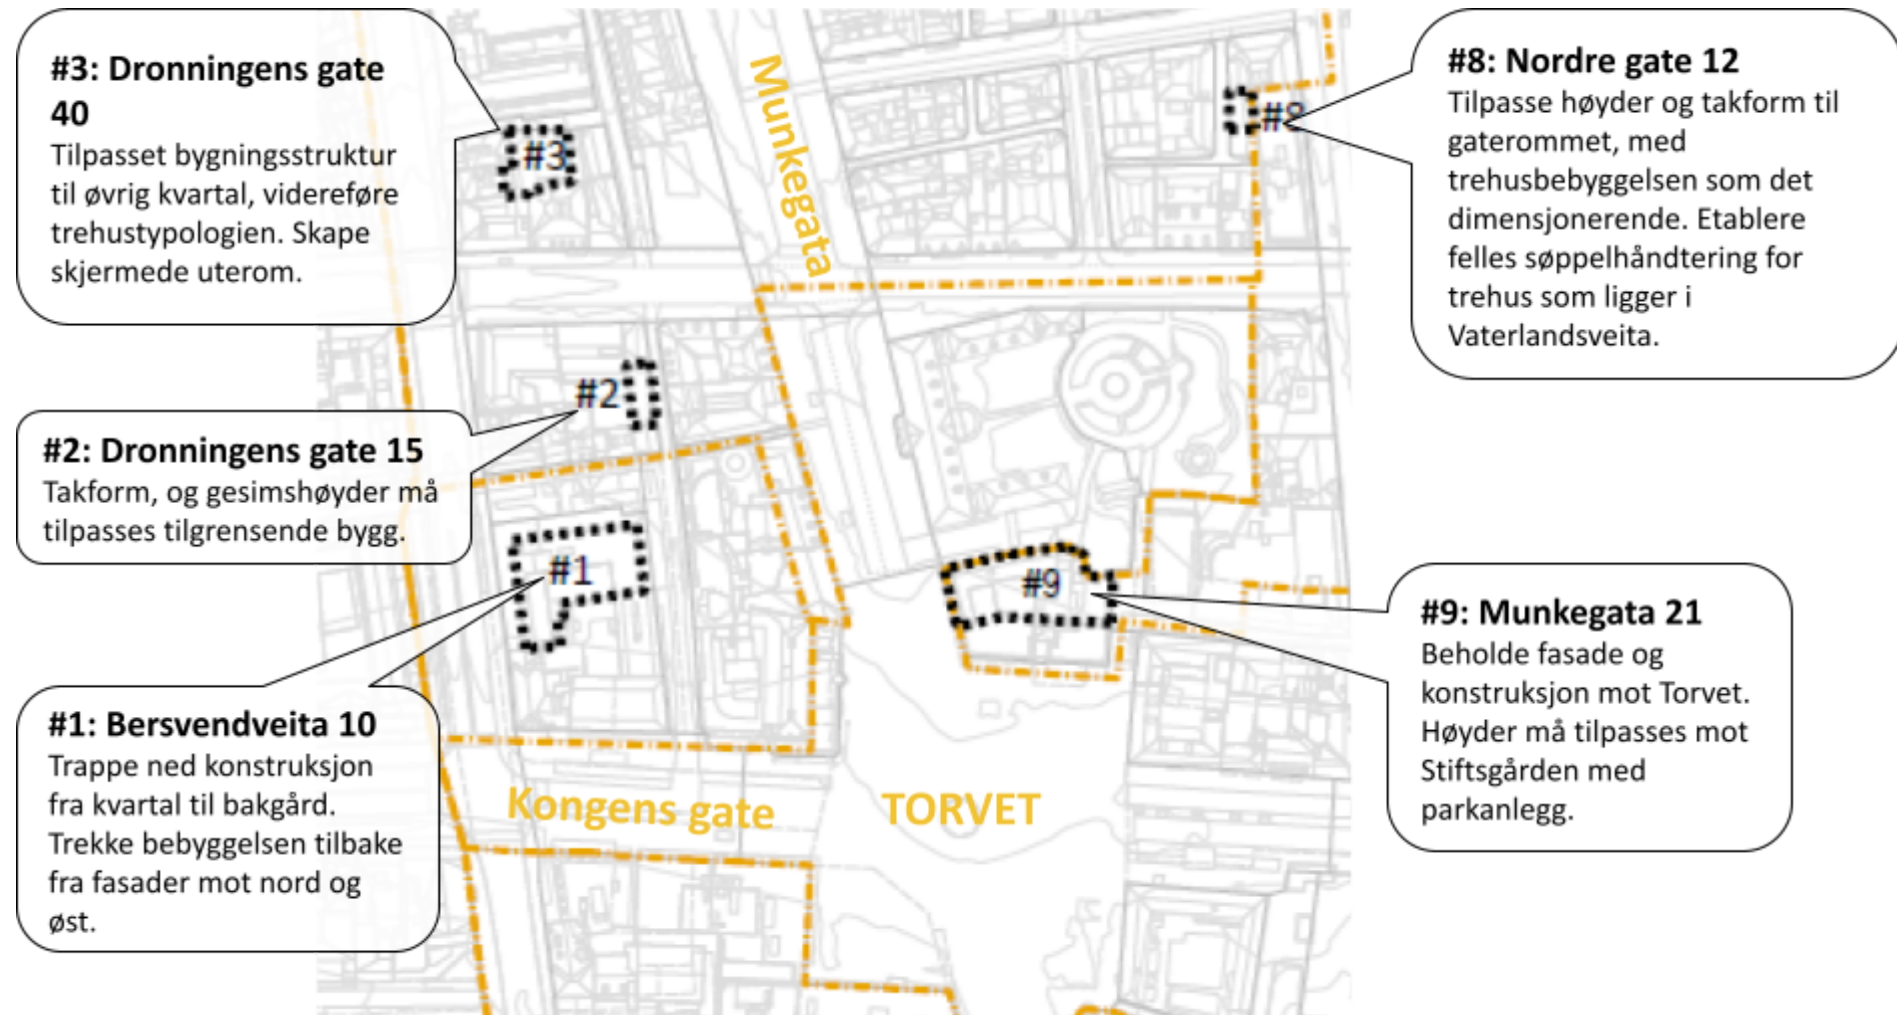 #3: Dronningens gate
40
Tilpasset bygningsstruktur
til øvrig kvartal, videreføre
trehustypologien. Skape
skjermede uterom.
#2: Dronningens gate 15
Takform, og gesimshøyder må
tilpasses tilgrensende bygg.
#1: Bersvendveita 10
Trappe ned konstruksjon
fra kvartal til bakgård.
Trekke bebyggelsen tilbake
fra fasader mot nord og
øst.
#3
#2
#1
Munkegata
Kongens gate
TORVET
#9
#8
#8: Nordre gate 12
Tilpasse høyder og takform til
gaterommet, med
trehusbebyggelsen som det
dimensjonerende. Etablere
felles søppelhåndtering for
trehus som ligger i
Vaterlandsveita.
#9: Munkegata 21
Beholde fasade og
konstruksjon mot Torvet.
Høyder må tilpasses mot
Stiftsgården med
parkanlegg.